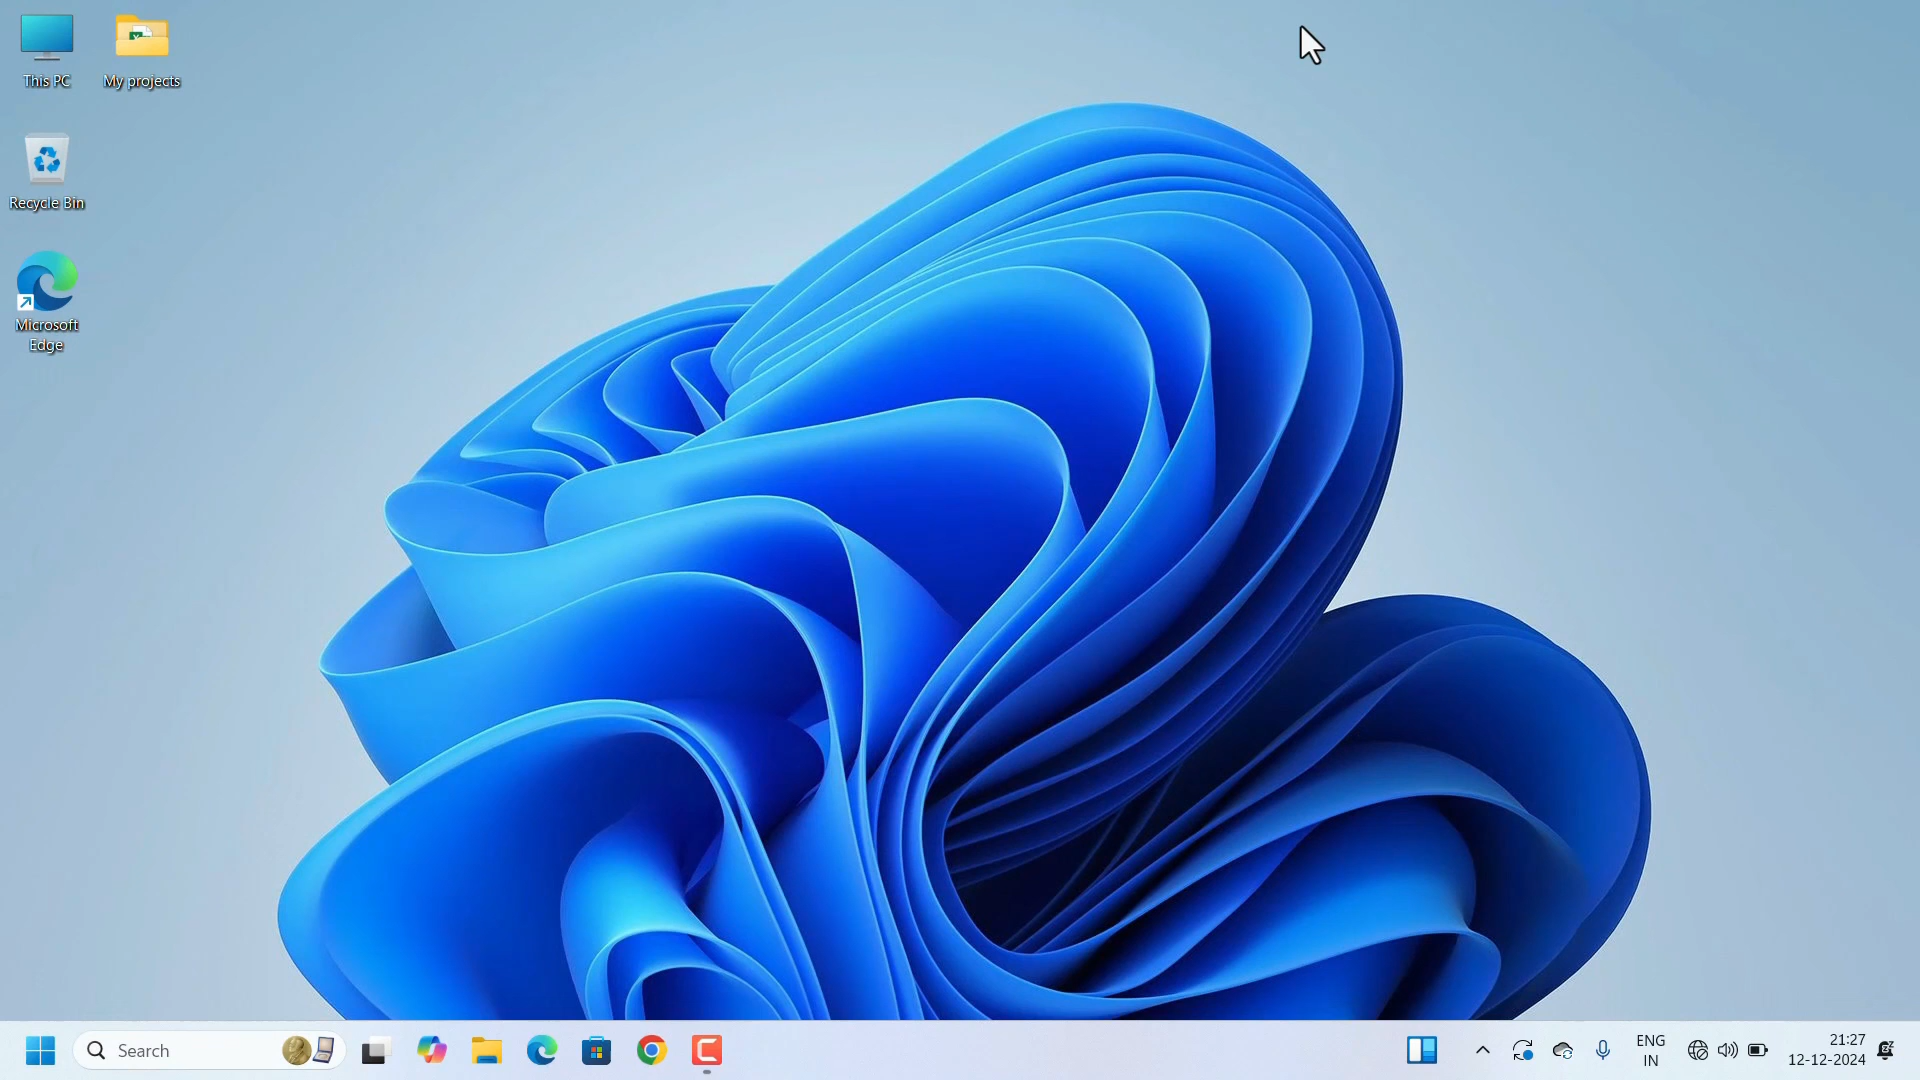 This PC
My projects
Recycle Bin
Microsoft
Edge
Search
ENG
IN
21:27
12-12-2024